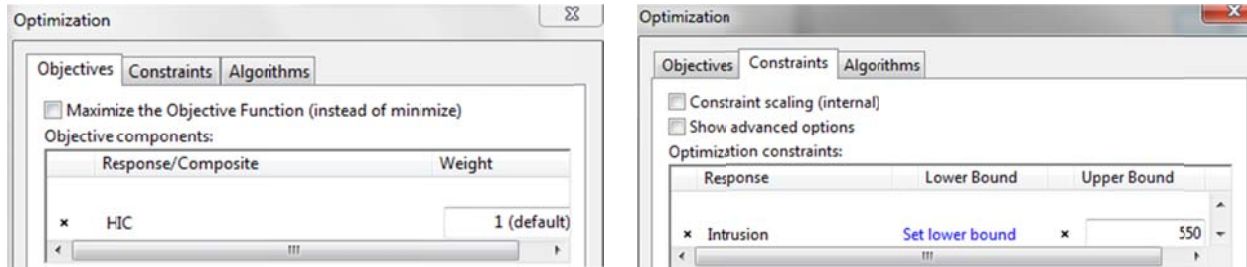 Optimization
Objectives Constraints Algorithms
Maximize the Objective Function (instead of minimize)
Objective components:
Response/Composite Weight
HIC 1 (default)
Optimization
Objectives Constraints Algorithms
Constraint scaling (internal)
Show advanced options
Optimization constraints:
Response Lower Bound Upper Bound
Intrusion Set lower bound 550